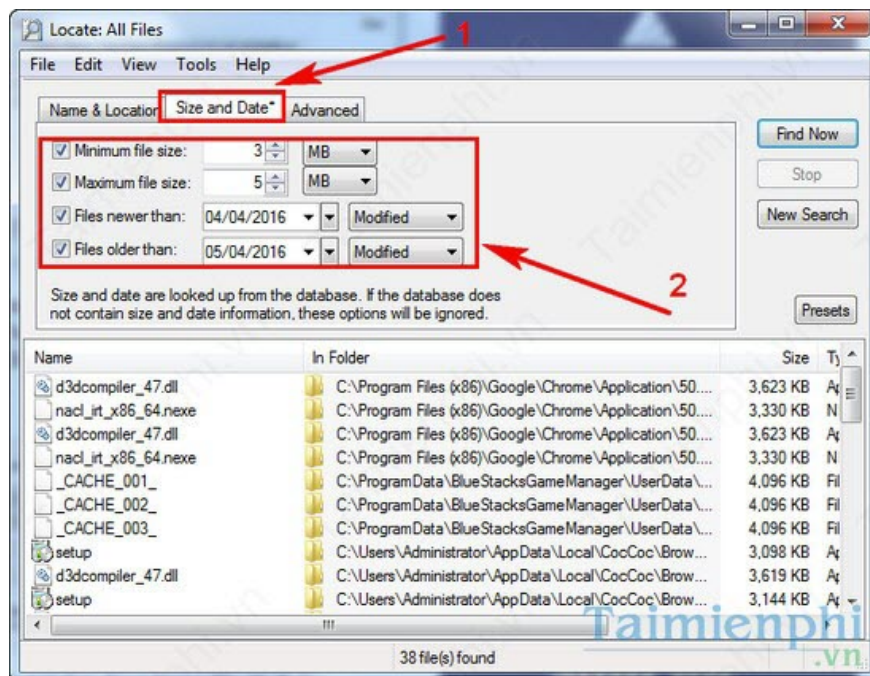 Locate: All Files
1
File Edit View Tools Help
Name & Location Size and Date* Advanced
Minimum file size: 3 MB
Maximum file size: 5 MB
Files newer than: 04/04/2016 Modified
Files older than: 05/04/2016 Modified
Find Now
Stop
New Search
2
Size and date are looked up from the database. If the database does
not contain size and date information, these options will be ignored.
Presets
Name In Folder Size Ty
d3dcompiler_47.dll C:\Program Files (x86)\Google\Chrome\Application\50.... 3,623 KB Ap
nacl_irt_x86_64.nexe C:\Program Files (x86)\Google\Chrome\Application\50.... 3,330 KB N
d3dcompiler_47.dll C:\Program Files (x86)\Google\Chrome\Application\50.... 3,623 KB Ap
nacl_irt_x86_64.nexe C:\Program Files (x86)\Google\Chrome\Application\50.... 3,330 KB N
_CACHE_001_ C:\ProgramData\BlueStacksGameManager\UserData\... 4,096 KB Fil
_CACHE_002_ C:\ProgramData\BlueStacksGameManager\UserData\... 4,096 KB Fil
_CACHE_003_ C:\ProgramData\BlueStacksGameManager\UserData\... 4,096 KB Fil
setup C:\Users\Administrator\AppData\Local\CocCoc\Brow... 3,098 KB Ap
d3dcompiler_47.dll C:\Users\Administrator\AppData\Local\CocCoc\Brow... 3,619 KB Ap
setup C:\Users\Administrator\AppData\Local\CocCoc\Brow... 3,144 KB Ap
38 file(s) found
Taimienphi
.vn